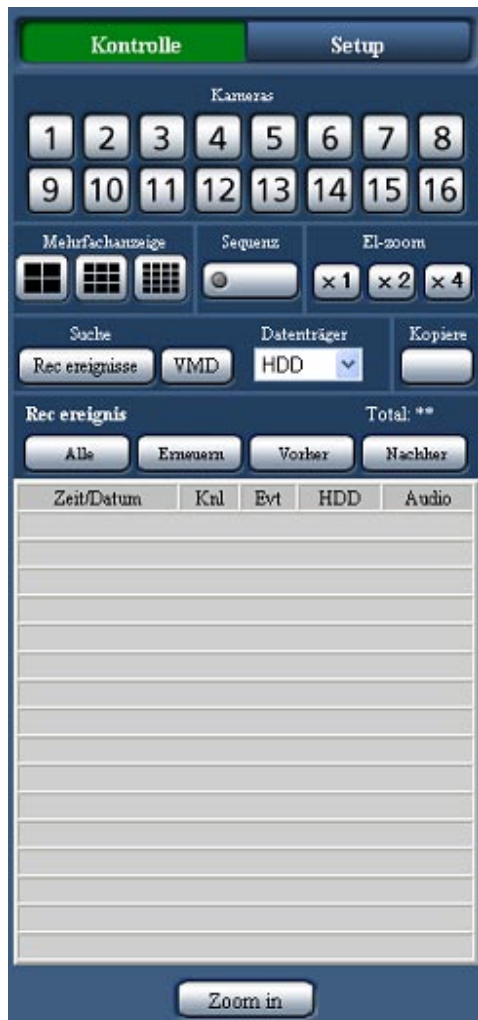 Kontrolle Setup
Kameras
1 2 3 4 5 6 7 8
9 10 11 12 13 14 15 16
Mehrfachanzeige Sequenz El-zoom
x 1 x 2 x 4
Suche Datenträger Kopiere
Rec ereignisse VMD HDD
Rec ereignis Total: **
Alle Erneuern Vorher Nachher
Zeit/Datum Knl Evt HDD Audio
Zoom in